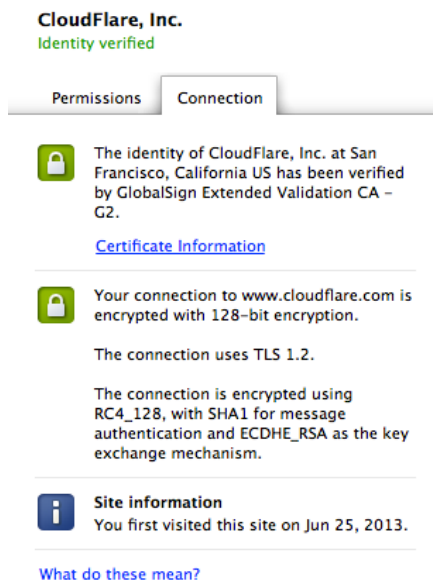 CloudFlare, Inc.
Identity verified
Permissions
Connection
The identity of CloudFlare, Inc. at San
Francisco, California US has been verified
by GlobalSign Extended Validation CA –
G2.
Certificate Information
Your connection to www.cloudflare.com is
encrypted with 128-bit encryption.
The connection uses TLS 1.2.
The connection is encrypted using
RC4_128, with SHA1 for message
authentication and ECDHE_RSA as the key
exchange mechanism.
Site information
You first visited this site on Jun 25, 2013.
What do these mean?